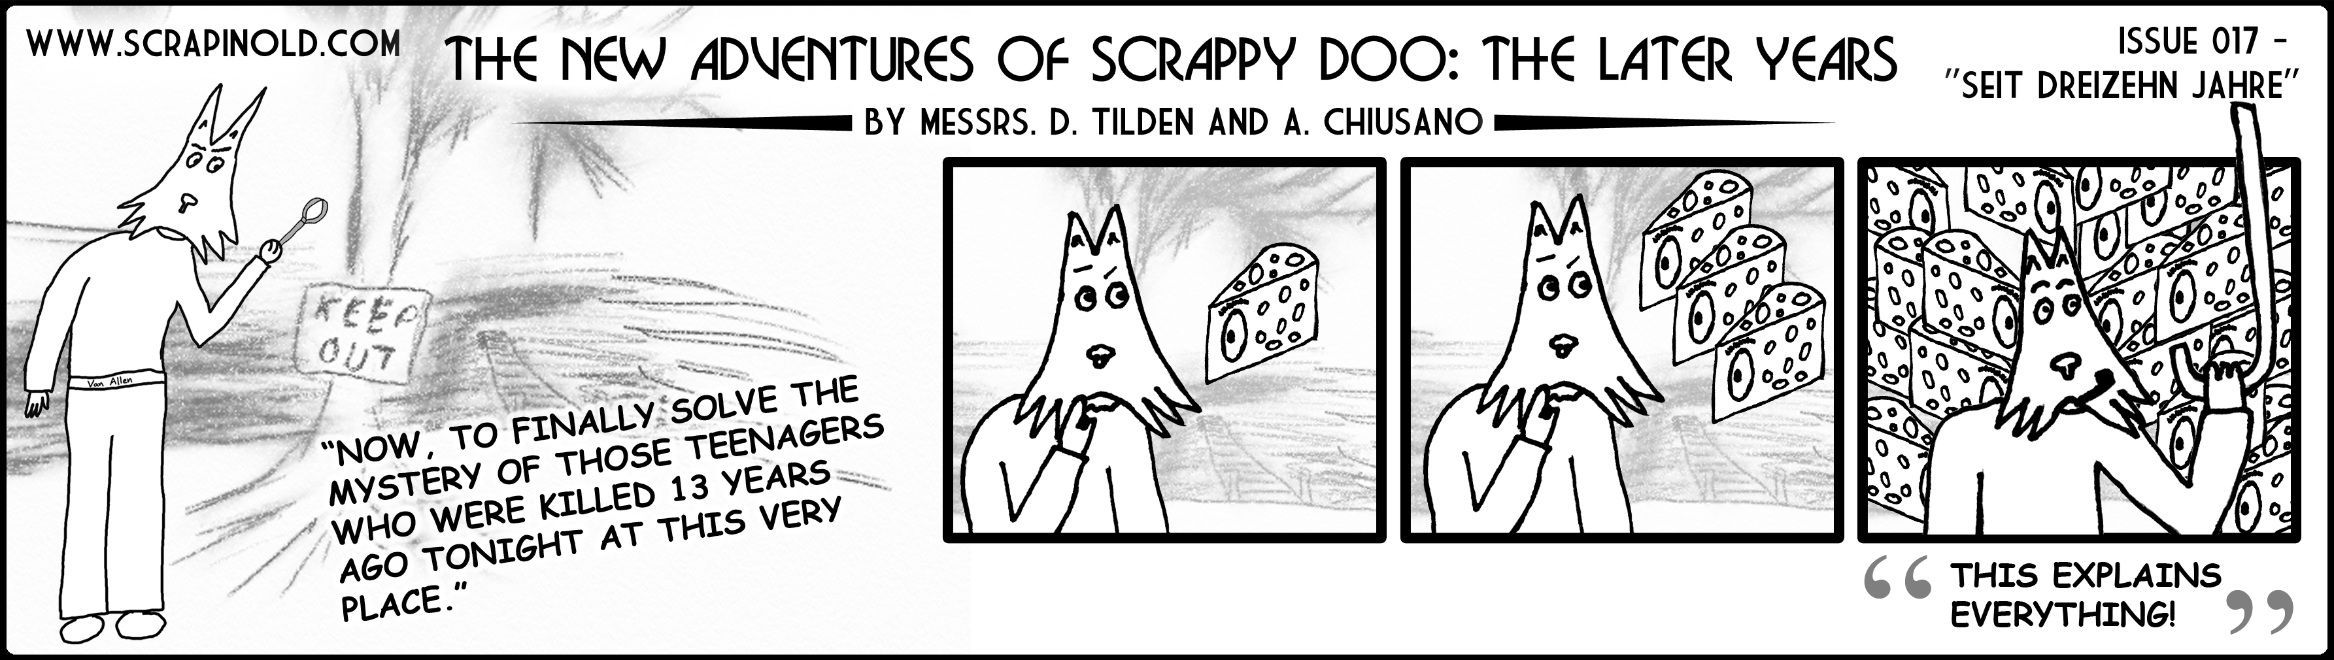 WWW.SCRAPINOLD.COM
THE NEW ADVENTURES OF SCRAPPY DOO: THE LATER YEARS
BY MESSRS. D. TILDEN AND A. CHIUSANO
ISSUE 017 -
"SEIT DREIZEHN JAHRE"
KEEP
OUT
Van Allen
"NOW, TO FINALLY SOLVE THE
MYSTERY OF THOSE TEENAGERS
WHO WERE KILLED 13 YEARS
AGO TONIGHT AT THIS VERY
PLACE."
“THIS EXPLAINS
EVERYTHING!”